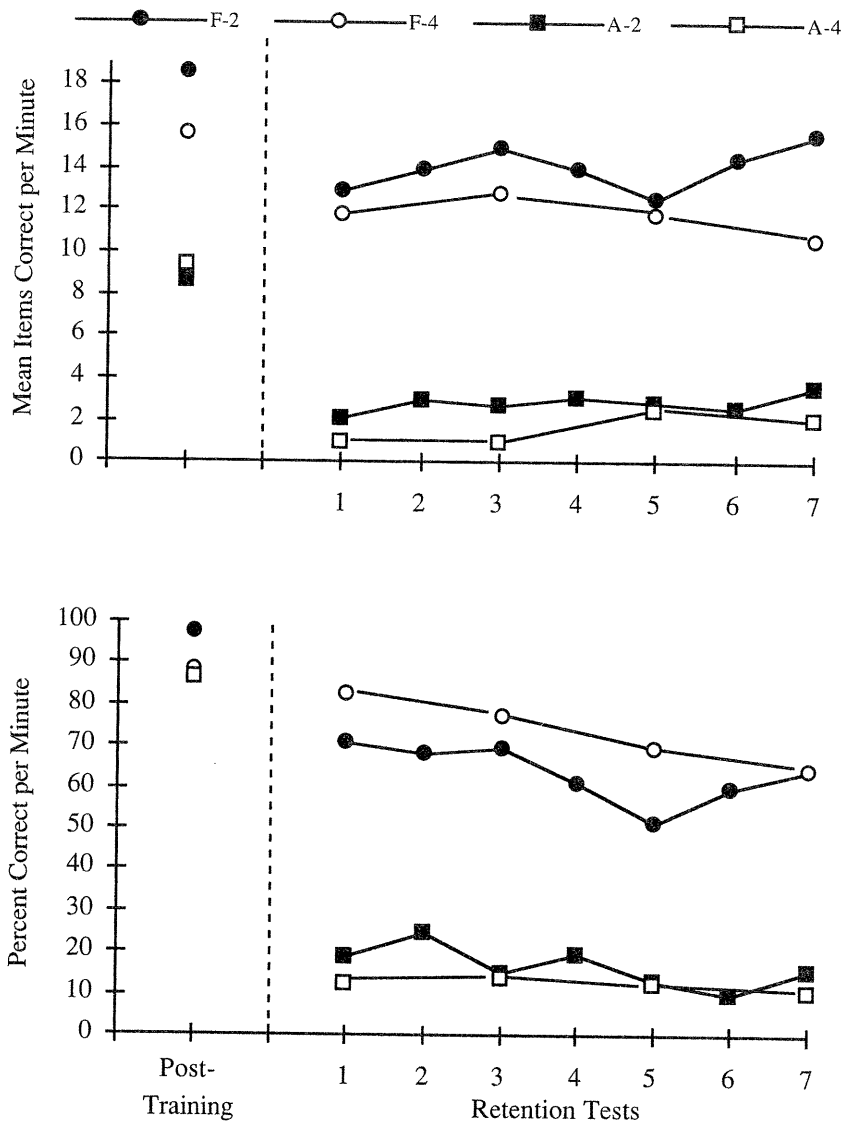 F-2 F-4 A-2 A-4
Mean Items Correct per Minute
18
16
14
12
10
8
6
4
2
0
1 2 3 4 5 6 7
Percent Correct per Minute
100
90
80
70
60
50
40
30
20
10
0
Post-
Training
1 2 3 4 5 6 7
Retention Tests